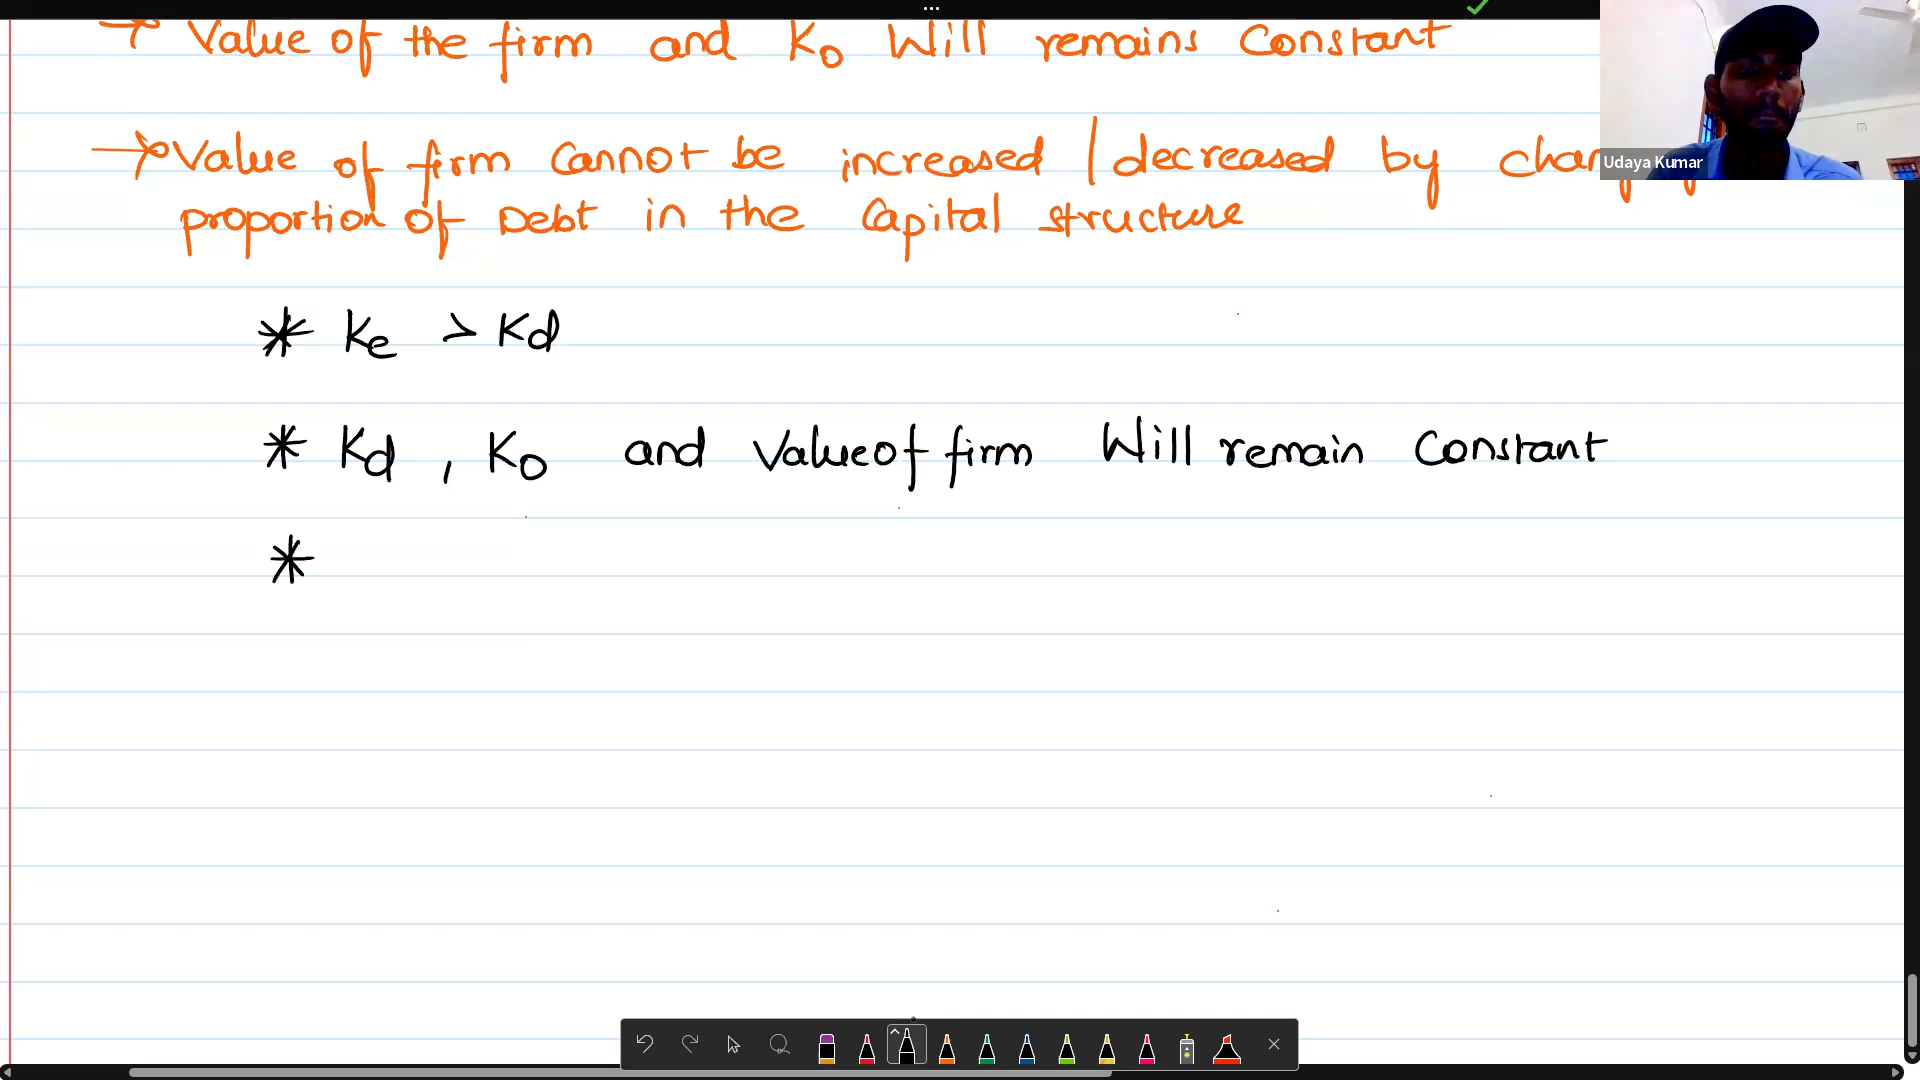 → Value of the firm and Ko Will remains Constant
→ Value of firm Cannot be increased / decreased by
proportion of Debt in the Capital structure
* Ke > Kd
* Kd , Ko and Value of firm Will remain Constant
*
Udaya Kumar